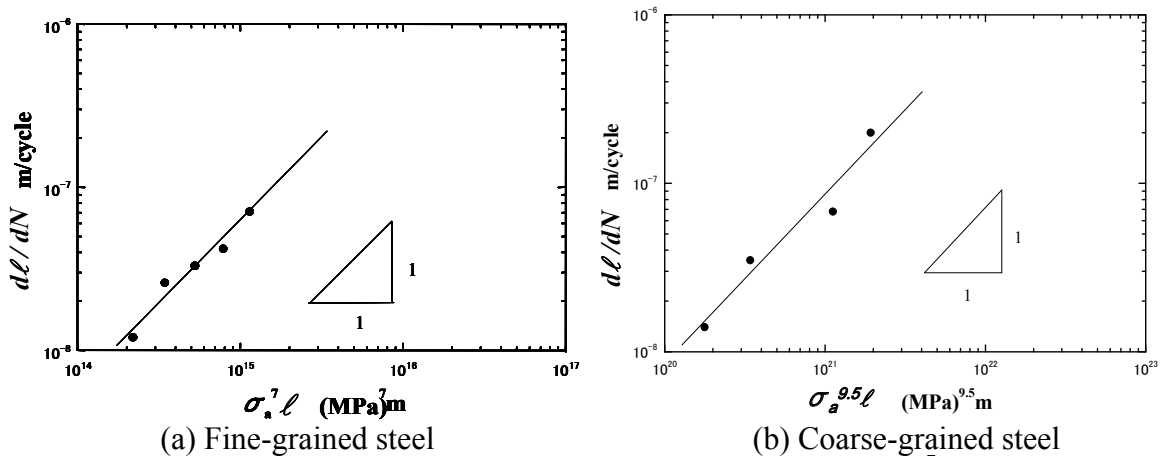 10⁻⁶
10⁻⁷
10⁻⁸
dℓ/dN m/cycle
1
1
10¹⁴ 10¹⁵ 10¹⁶ 10¹⁷
σₐ⁷ℓ (MPa)⁷m
(a) Fine-grained steel
10⁻⁶
10⁻⁷
10⁻⁸
dℓ/dN m/cycle
1
1
10²⁰ 10²¹ 10²² 10²³
σₐ⁹·⁵ℓ (MPa)⁹·⁵m
(b) Coarse-grained steel